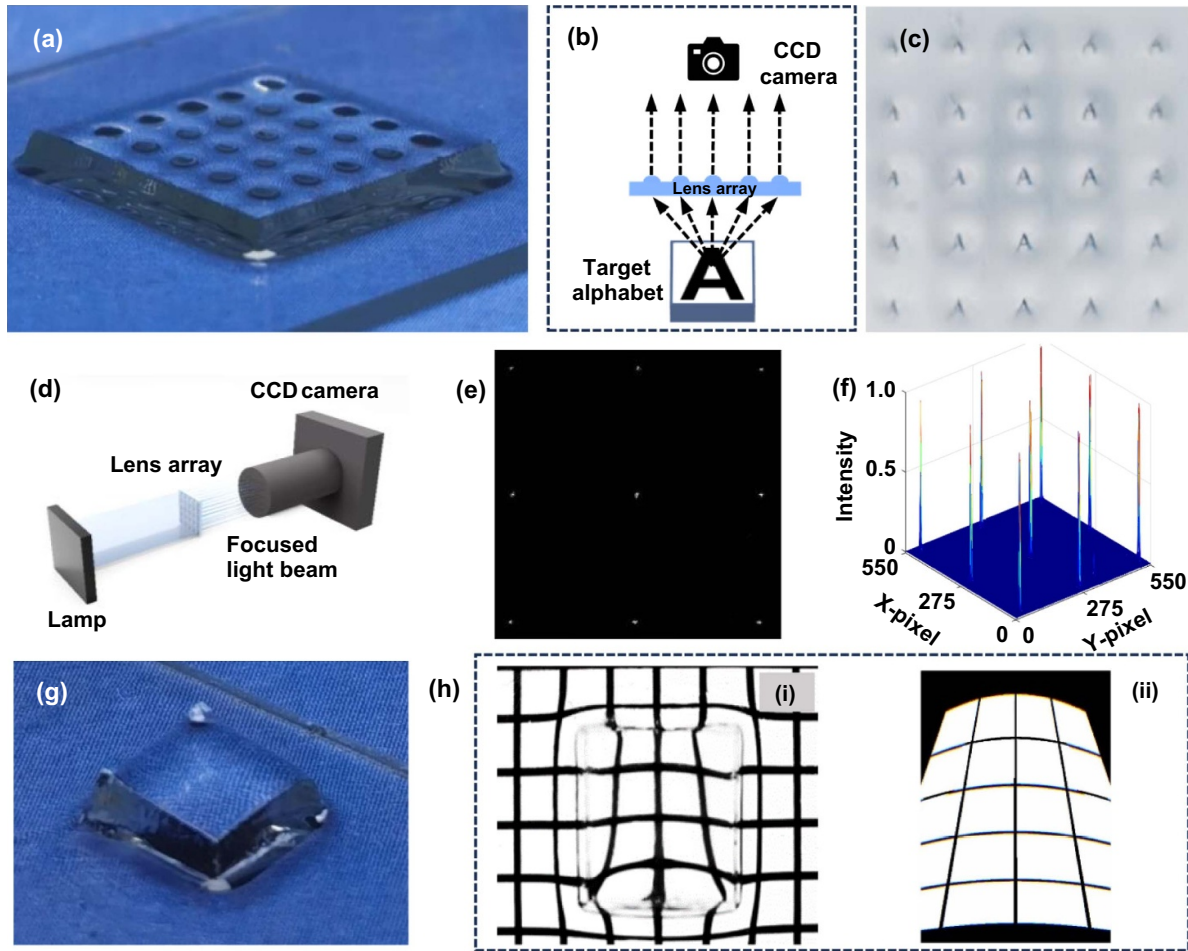 (a)
(b)
CCD
camera
Lens array
Target
alphabet
A
(c)
A A A A A
A A A A A
A A A A A
A A A A A
A A A A A
(d)
CCD camera
Lens array
Focused
light beam
Lamp
(e)
(f)
1.0
0.5
0
Intensity
550
275
0
X-pixel
0
275
550
Y-pixel
(g)
(h)
(i)
(ii)